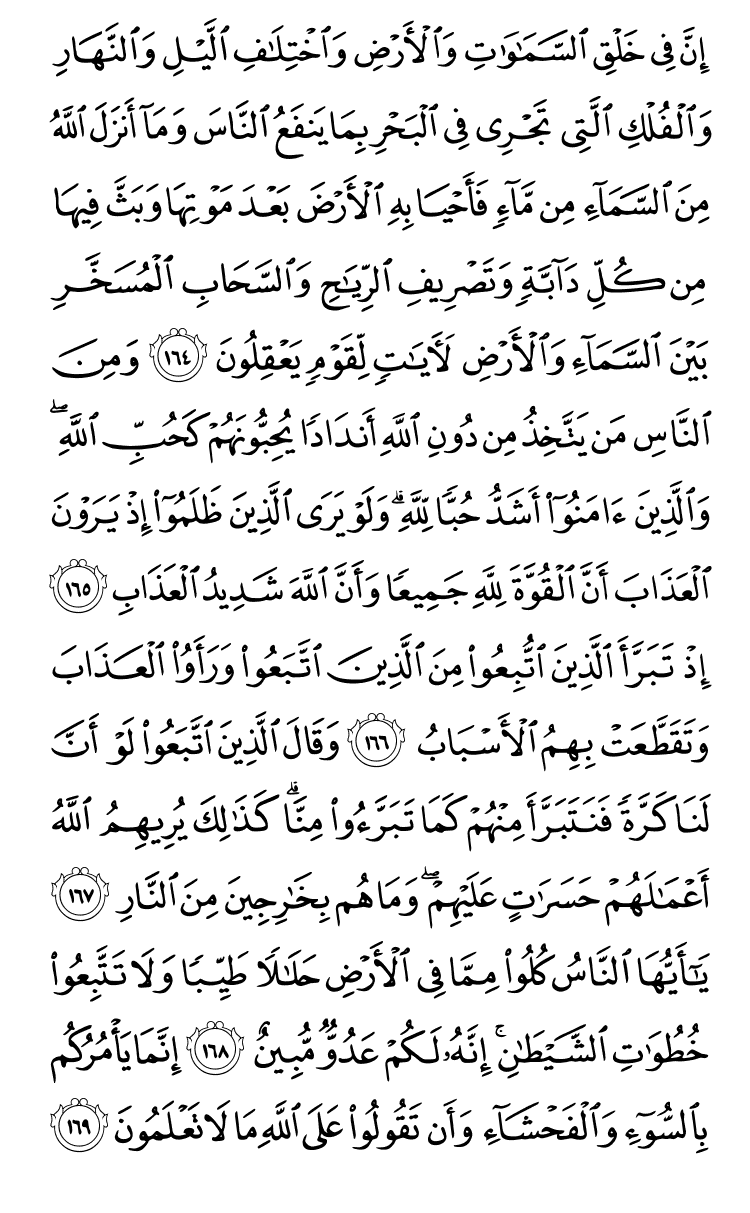 إِنَّ فِى خَلْقِ ٱلسَّمَـٰوَٰتِ وَٱلْأَرْضِ وَٱخْتِلَـٰفِ ٱلَّيْلِ وَٱلنَّهَارِ
وَٱلْفُلْكِ ٱلَّتِى تَجْرِى فِى ٱلْبَحْرِ بِمَا يَنفَعُ ٱلنَّاسَ وَمَآ أَنزَلَ ٱللَّهُ
مِنَ ٱلسَّمَآءِ مِن مَّآءٍ فَأَحْيَا بِهِ ٱلْأَرْضَ بَعْدَ مَوْتِهَا وَبَثَّ فِيهَا
مِن كُلِّ دَآبَّةٍ وَتَصْرِيفِ ٱلرِّيَـٰحِ وَٱلسَّحَابِ ٱلْمُسَخَّرِ
بَيْنَ ٱلسَّمَآءِ وَٱلْأَرْضِ لَـَٔايَـٰتٍ لِّقَوْمٍ يَعْقِلُونَ ١٦٤ وَمِنَ
ٱلنَّاسِ مَن يَتَّخِذُ مِن دُونِ ٱللَّهِ أَندَادًا يُحِبُّونَهُمْ كَحُبِّ ٱللَّهِ ۖ
وَٱلَّذِينَ ءَامَنُوٓا۟ أَشَدُّ حُبًّا لِّلَّهِ ۗ وَلَوْ يَرَى ٱلَّذِينَ ظَلَمُوٓا۟ إِذْ يَرَوْنَ
ٱلْعَذَابَ أَنَّ ٱلْقُوَّةَ لِلَّهِ جَمِيعًا وَأَنَّ ٱللَّهَ شَدِيدُ ٱلْعَذَابِ ١٦٥
إِذْ تَبَرَّأَ ٱلَّذِينَ ٱتُّبِعُوا۟ مِنَ ٱلَّذِينَ ٱتَّبَعُوا۟ وَرَأَوُا۟ ٱلْعَذَابَ
وَتَقَطَّعَتْ بِهِمُ ٱلْأَسْبَابُ ١٦٦ وَقَالَ ٱلَّذِينَ ٱتَّبَعُوا۟ لَوْ أَنَّ
لَنَا كَرَّةً فَنَتَبَرَّأَ مِنْهُمْ كَمَا تَبَرَّءُوا۟ مِنَّا ۗ كَذَٰلِكَ يُرِيهِمُ ٱللَّهُ
أَعْمَـٰلَهُمْ حَسَرَٰتٍ عَلَيْهِمْ ۖ وَمَا هُم بِخَـٰرِجِينَ مِنَ ٱلنَّارِ ١٦٧
يَـٰٓأَيُّهَا ٱلنَّاسُ كُلُوا۟ مِمَّا فِى ٱلْأَرْضِ حَلَـٰلًا طَيِّبًا وَلَا تَتَّبِعُوا۟
خُطُوَٰتِ ٱلشَّيْطَـٰنِ ۚ إِنَّهُۥ لَكُمْ عَدُوٌّ مُّبِينٌ ١٦٨ إِنَّمَا يَأْمُرُكُم
بِٱلسُّوٓءِ وَٱلْفَحْشَآءِ وَأَن تَقُولُوا۟ عَلَى ٱللَّهِ مَا لَا تَعْلَمُونَ ١٦٩